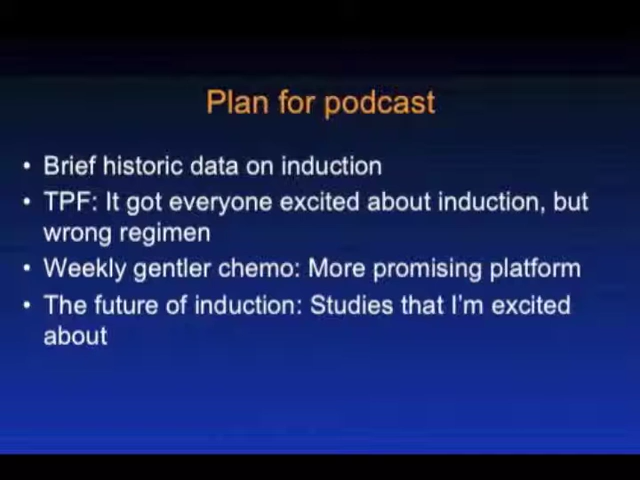 Plan for podcast
• Brief historic data on induction
• TPF: It got everyone excited about induction, but
wrong regimen
• Weekly gentler chemo: More promising platform
• The future of induction: Studies that I'm excited
about